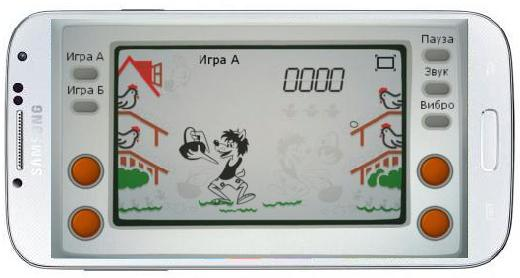 Игра А
Игра Б
Игра А
0000
Пауза
Звук
Вибро
SAMSUNG